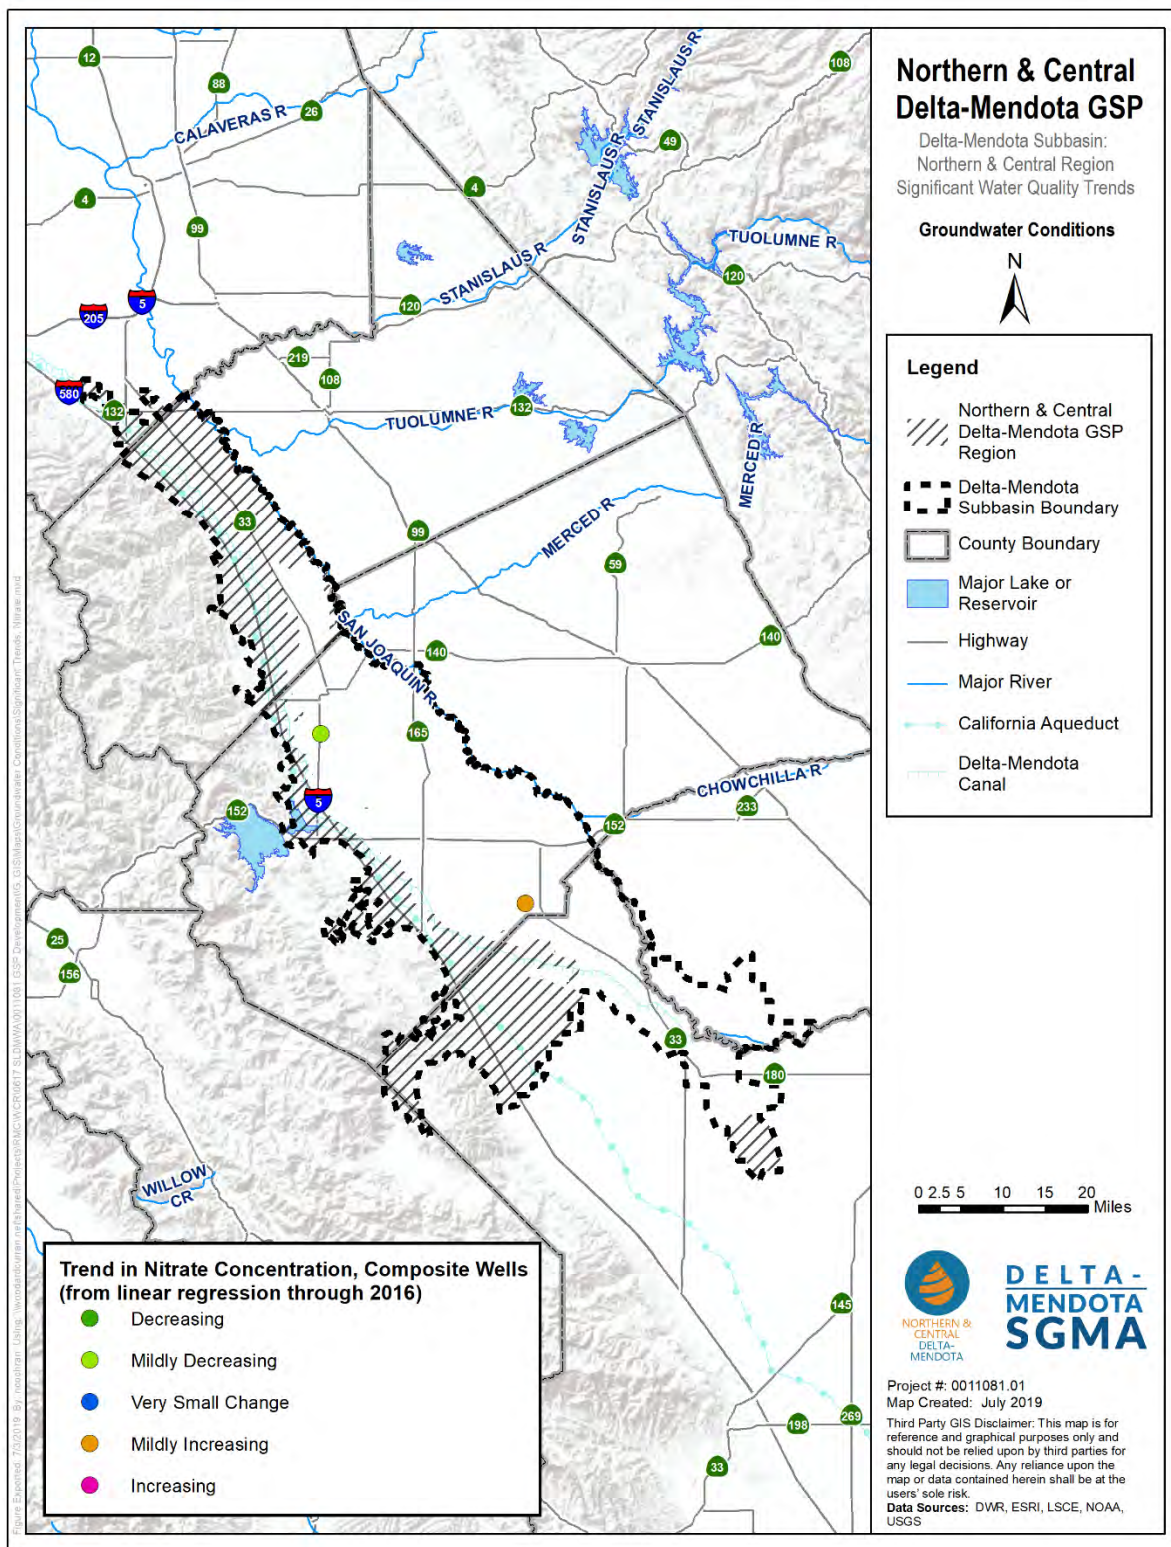 Northern & Central
Delta-Mendota GSP
Delta-Mendota Subbasin:
Northern & Central Region
Significant Water Quality Trends
Groundwater Conditions
N
Legend
Northern & Central
Delta-Mendota GSP
Region
Delta-Mendota
Subbasin Boundary
County Boundary
Major Lake or
Reservoir
Highway
Major River
California Aqueduct
Delta-Mendota
Canal
0 2.5 5 10 15 20
Miles
NORTHERN &
CENTRAL
DELTA-
MENDOTA
DELTA-
MENDOTA
SGMA
Project #: 0011081.01
Map Created: July 2019
Third Party GIS Disclaimer: This map is for
reference and graphical purposes only and
should not be relied upon by third parties for
any legal decisions. Any reliance upon the
map or data contained herein shall be at the
users' sole risk.
Data Sources: DWR, ESRI, LSCE, NOAA,
USGS
12
88
26
CALAVERAS R
4
99
4
108
49
STANISLAUS R
STANISLAUS R
STANISLAUS R
TUOLUMNE R
120
120
5
205
219
108
580
132
TUOLUMNE R
132
MERCED R
33
99
MERCED R
59
SAN JOAQUIN R
140
140
165
5
152
CHOWCHILLA R
233
152
25
156
33
180
WILLOW
CR
145
198
269
33
Trend in Nitrate Concentration, Composite Wells
(from linear regression through 2016)
Decreasing
Mildly Decreasing
Very Small Change
Mildly Increasing
Increasing